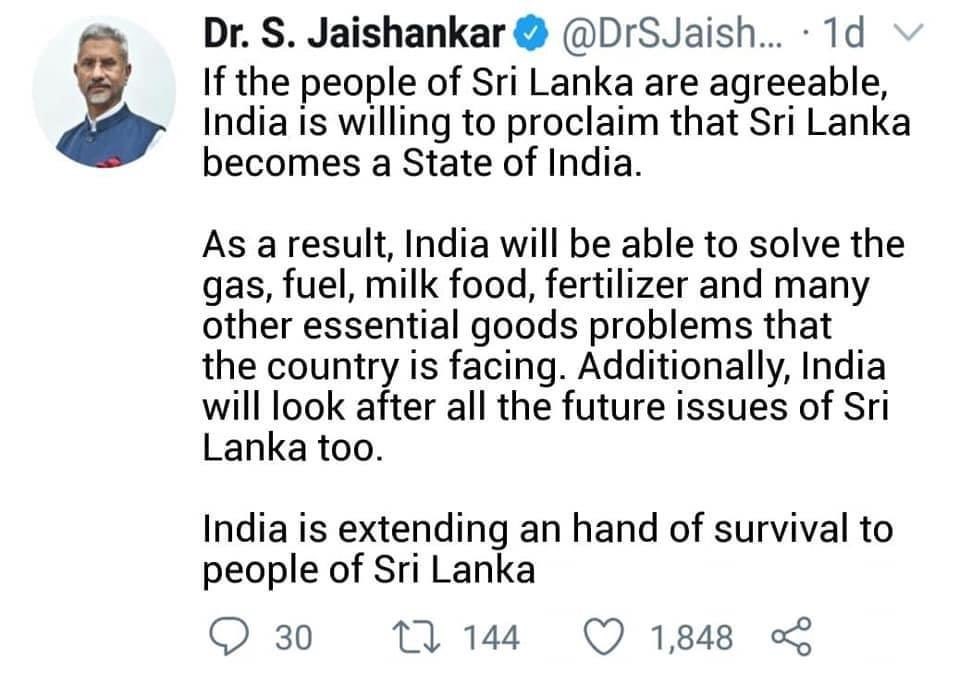 Dr. S. Jaishankar @DrSJaish... · 1d
If the people of Sri Lanka are agreeable,
India is willing to proclaim that Sri Lanka
becomes a State of India.
As a result, India will be able to solve the
gas, fuel, milk food, fertilizer and many
other essential goods problems that
the country is facing. Additionally, India
will look after all the future issues of Sri
Lanka too.
India is extending an hand of survival to
people of Sri Lanka
30 144 1,848